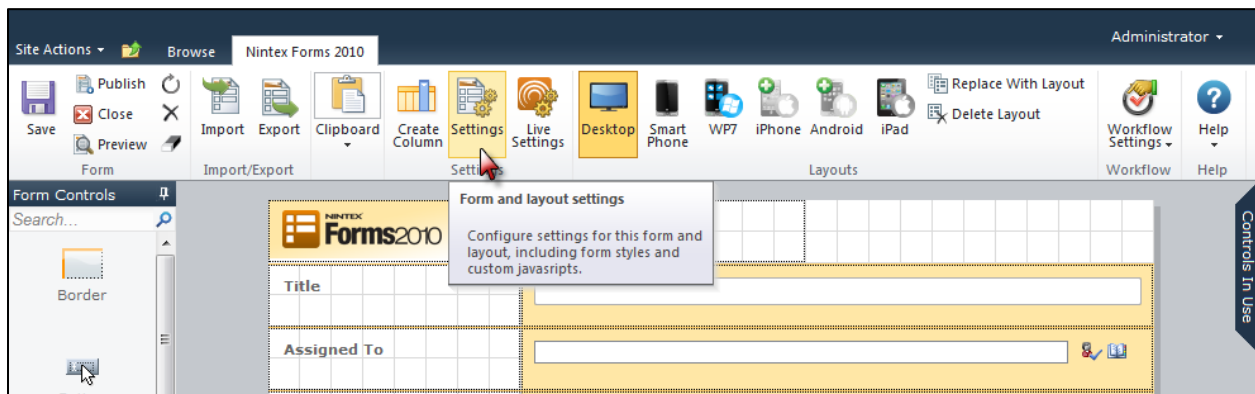 Administrator
Site Actions
Browse
Nintex Forms 2010
Save
Publish
Close
Preview
Form
Import
Export
Import/Export
Clipboard
Create
Column
Settings
Live
Settings
Settings
Desktop
Smart
Phone
WP7
iPhone
Android
iPad
Replace With Layout
Delete Layout
Layouts
Workflow
Settings
Workflow
Help
Help
Form Controls
Search...
Border
NINTEX
Forms2010
Form and layout settings
Configure settings for this form and
layout, including form styles and
custom javasripts.
Title
Assigned To
Controls In Use